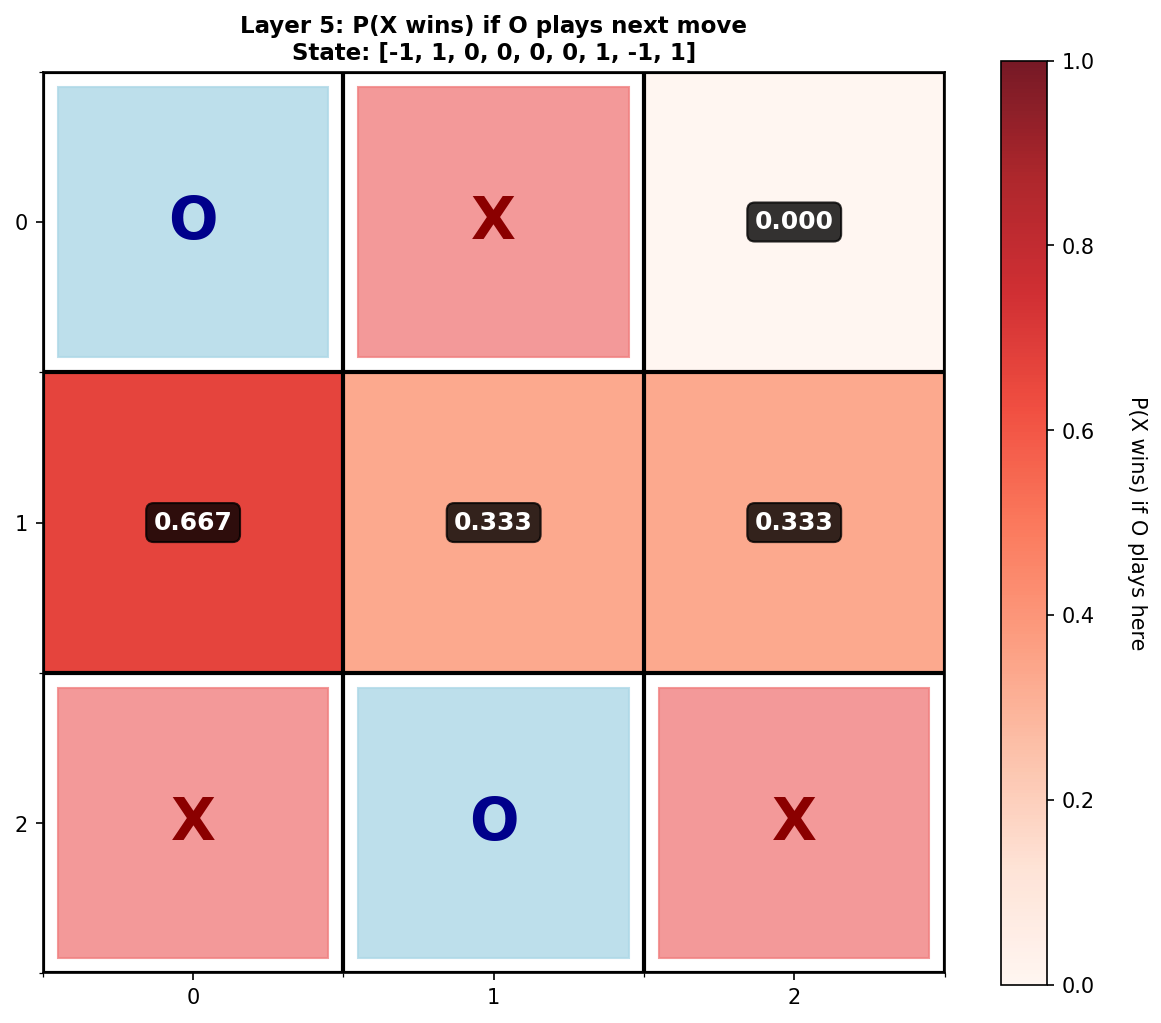 Layer 5: P(X wins) if O plays next move
State: [-1, 1, 0, 0, 0, 0, 1, -1, 1]
O
X
0.000
0
0.667
0.333
0.333
1
X
O
X
2
0
1
2
1.0
0.8
0.6
0.4
0.2
0.0
P(X wins) if O plays here